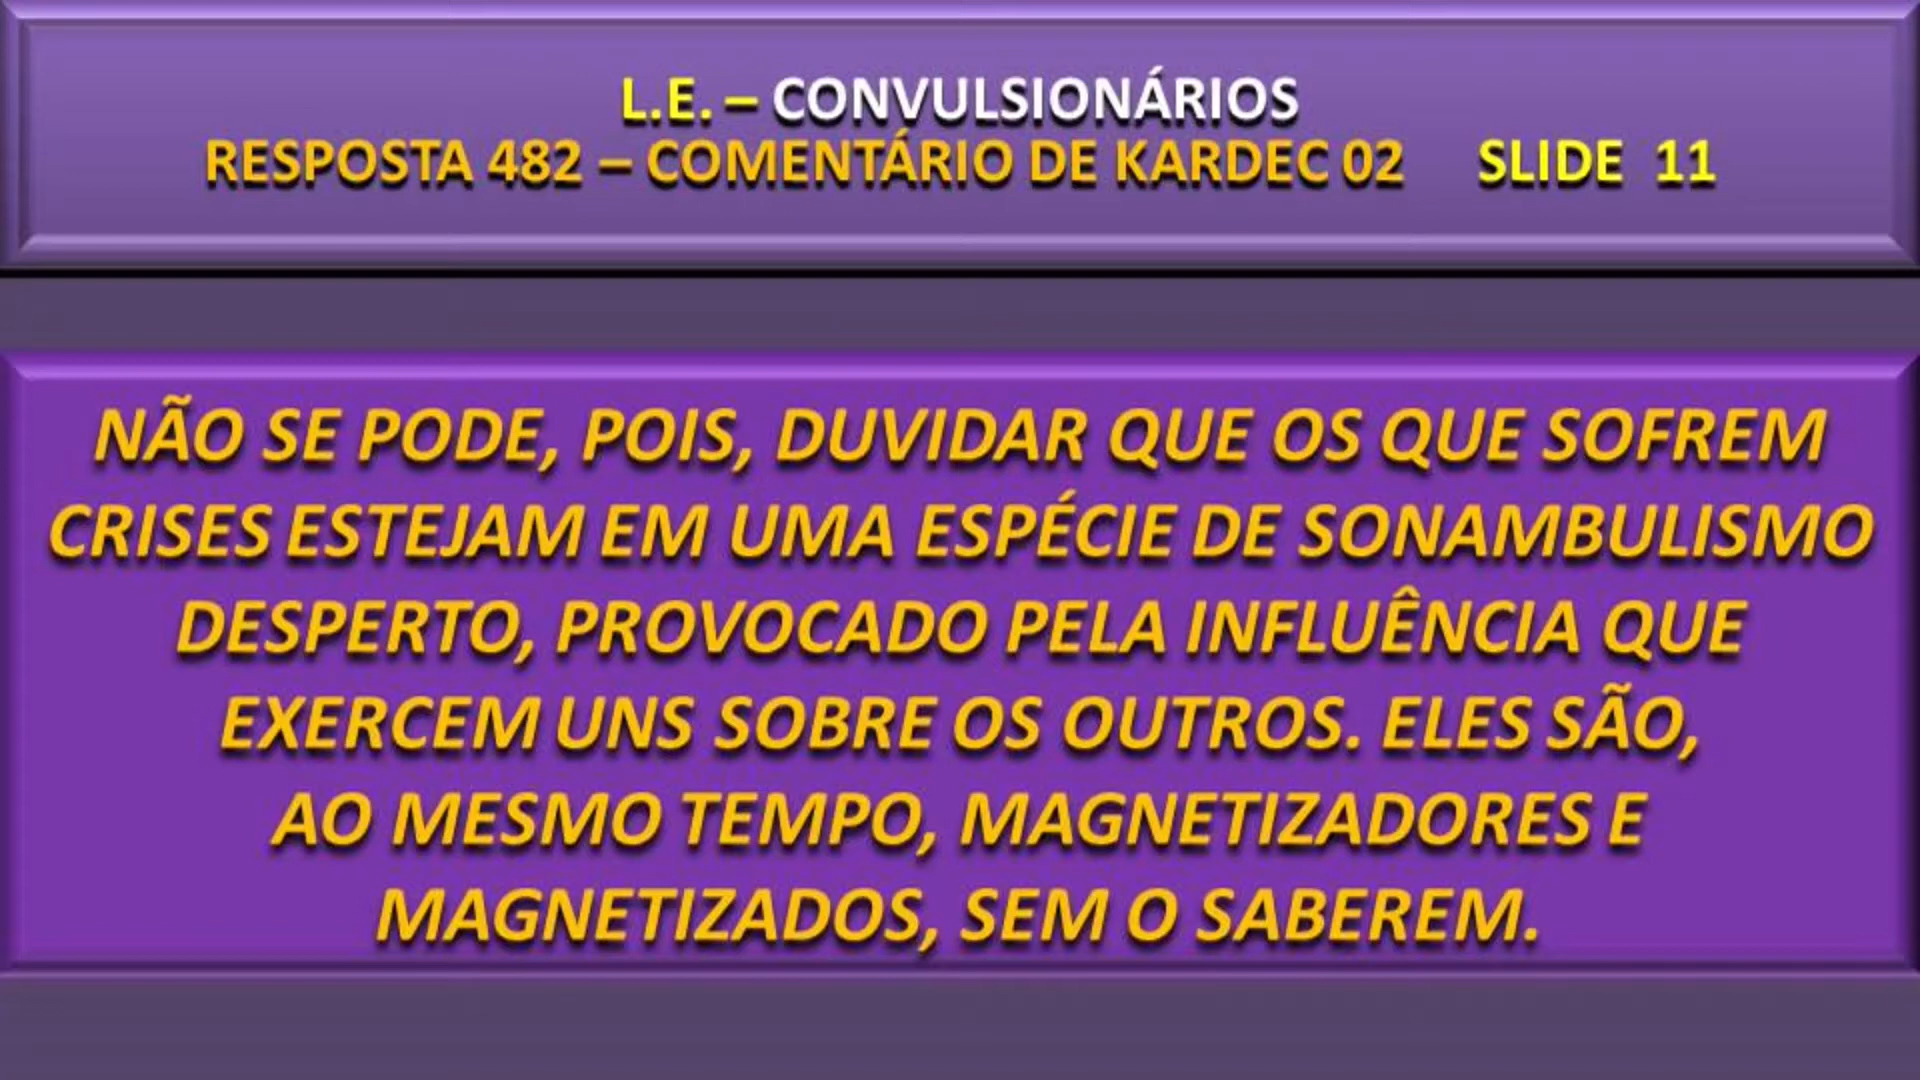 L.E. – CONVULSIONÁRIOS
RESPOSTA 482 – COMENTÁRIO DE KARDEC 02 SLIDE 11
NÃO SE PODE, POIS, DUVIDAR QUE OS QUE SOFREM
CRISES ESTEJAM EM UMA ESPÉCIE DE SONAMBULISMO
DESPERTO, PROVOCADO PELA INFLUÊNCIA QUE
EXERCEM UNS SOBRE OS OUTROS. ELES SÃO,
AO MESMO TEMPO, MAGNETIZADORES E
MAGNETIZADOS, SEM O SABEREM.